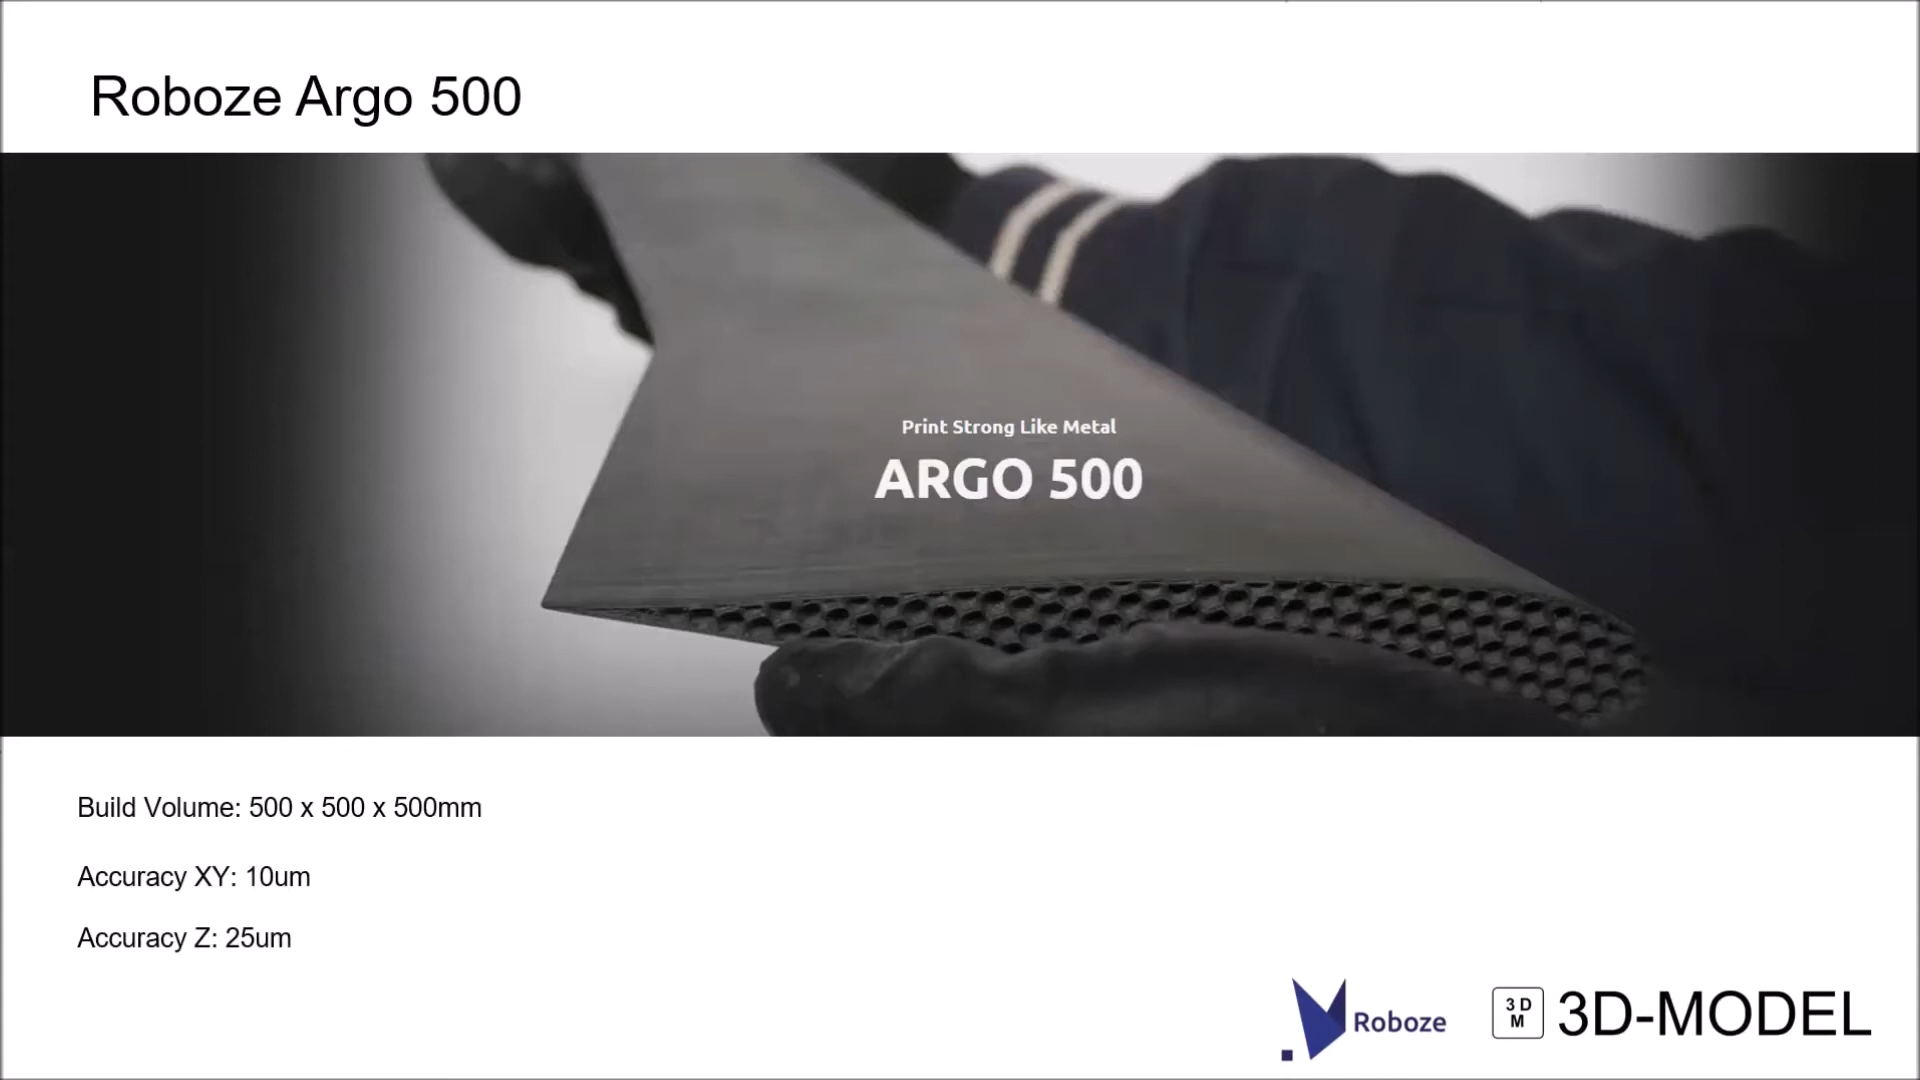 Roboze Argo 500
Print Strong Like Metal
ARGO 500
Build Volume: 500 x 500 x 500mm
Accuracy XY: 10um
Accuracy Z: 25um
Roboze
3 D
M
3D-MODEL